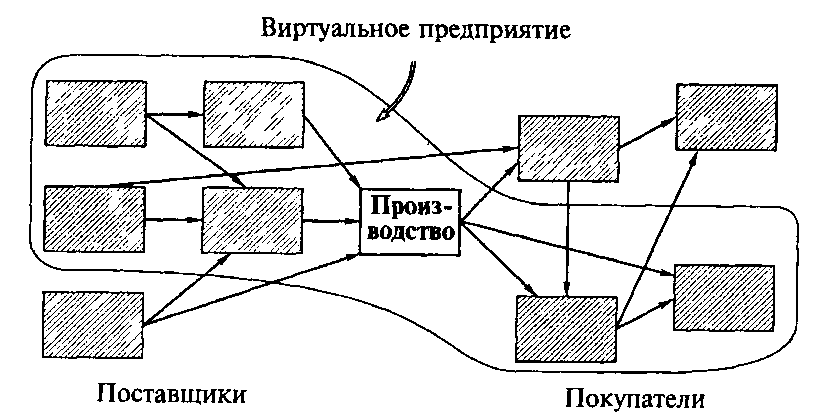 Виртуальное предприятие
Произ-
водство
Поставщики
Покупатели